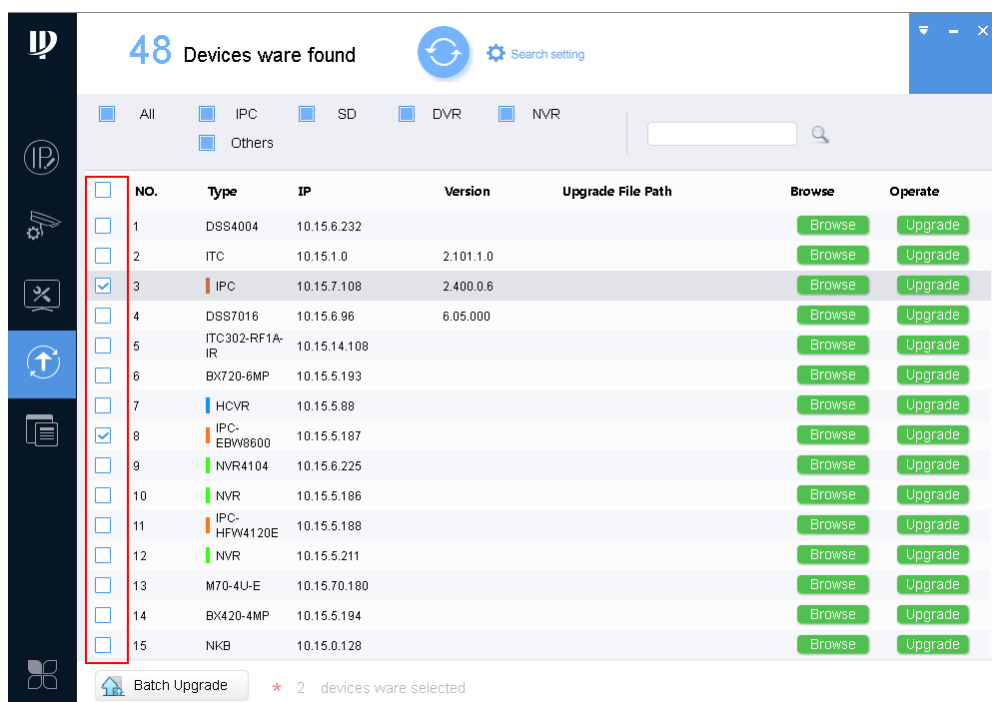 48 Devices ware found
Search setting
All IPC SD DVR NVR
Others
NO. Type IP Version Upgrade File Path Browse Operate
1 DSS4004 10.15.6.232 Browse Upgrade
2 ITC 10.15.1.0 2.101.1.0 Browse Upgrade
3 IPC 10.15.7.108 2.400.0.6 Browse Upgrade
4 DSS7016 10.15.6.96 6.05.000 Browse Upgrade
5 ITC302-RF1A-IR 10.15.14.108 Browse Upgrade
6 BX720-6MP 10.15.5.193 Browse Upgrade
7 HCVR 10.15.5.88 Browse Upgrade
8 IPC-EBW8600 10.15.5.187 Browse Upgrade
9 NVR4104 10.15.6.225 Browse Upgrade
10 NVR 10.15.5.186 Browse Upgrade
11 IPC-HFW4120E 10.15.5.188 Browse Upgrade
12 NVR 10.15.5.211 Browse Upgrade
13 M70-4U-E 10.15.70.180 Browse Upgrade
14 BX420-4MP 10.15.5.194 Browse Upgrade
15 NKB 10.15.0.128 Browse Upgrade
Batch Upgrade * 2 devices ware selected